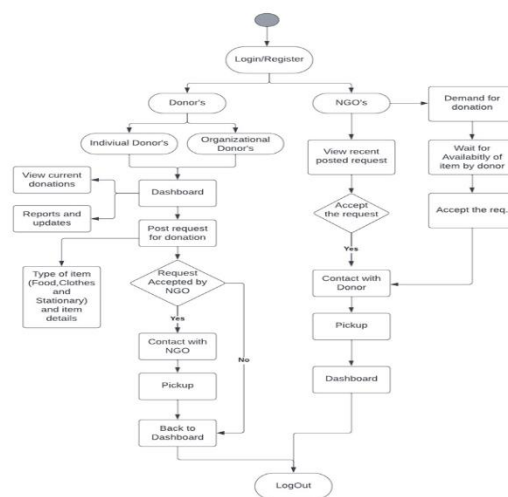 Login/Register
Donor's
NGO's
Demand for
donation
Indiviual Donor's
Organizational
Donor's
View recent
posted request
Wait for
Availabtly of
item by donor
View current
donations
Dashboard
Reports and
updates
Accept
the request
Accept the req.
Post request
for donation
Yes
Type of item
(Food,Clothes
and
Stationary)
and item
details
Request
Accepted by
NGO
Contact with
Donor
Yes
No
Contact with
NGO
Pickup
Pickup
Dashboard
Back to
Dashboard
LogOut